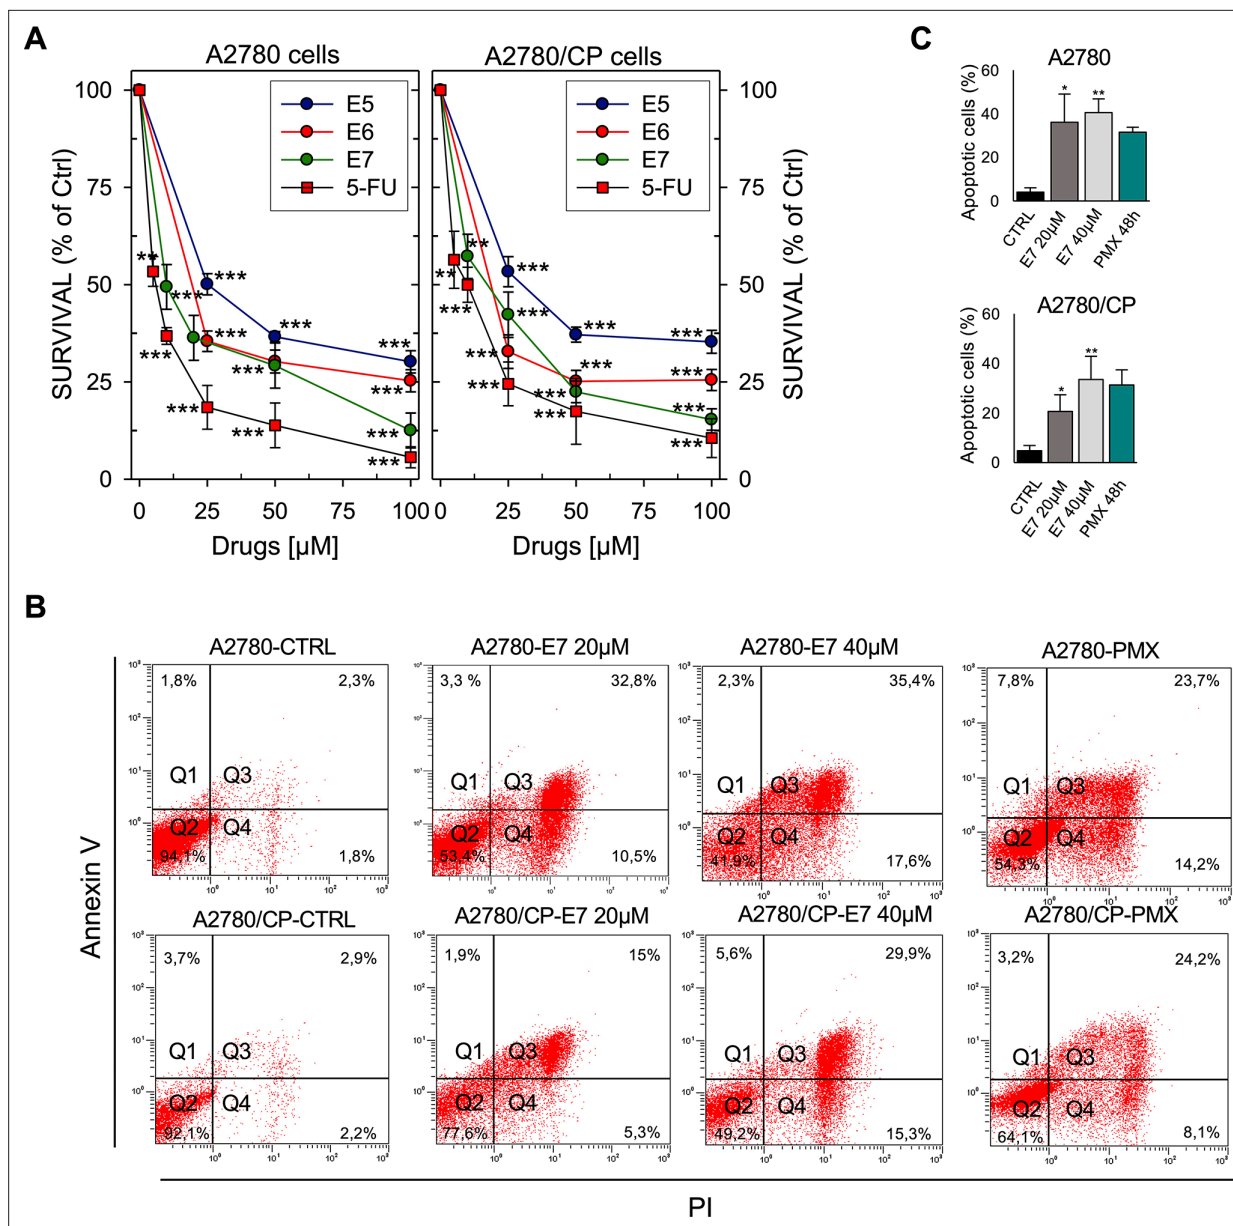 A
A2780 cells
A2780/CP cells
SURVIVAL (% of Ctrl)
100
75
50
25
0
E5
E6
E7
5-FU
** *** *** *** *** *** *** *** *** *** *** *** ***
0 25 50 75 100
Drugs [µM]
E5
E6
E7
5-FU
** ** *** *** *** *** *** *** *** *** *** *** *** *** ***
0 25 50 75 100
Drugs [µM]
100
75
50
25
0
SURVIVAL (% of Ctrl)
C
A2780
Apoptotic cells (%)
60
40
20
0
* **
CTRL
E7 20µM
E7 40µM
PMX 48h
A2780/CP
Apoptotic cells (%)
60
40
20
0
* **
CTRL
E7 20µM
E7 40µM
PMX 48h
B
Annexin V
A2780-CTRL
1,8% 2,3%
Q1 Q3
Q2 Q4
94,1% 1,8%
A2780-E7 20µM
3,3 % 32,8%
Q1 Q3
Q2 Q4
53,4% 10,5%
A2780-E7 40µM
2,3% 35,4%
Q1 Q3
Q2 Q4
41,9% 17,6%
A2780-PMX
7,8% 23,7%
Q1 Q3
Q2 Q4
54,3% 14,2%
A2780/CP-CTRL
3,7% 2,9%
Q1 Q3
Q2 Q4
92,1% 2,2%
A2780/CP-E7 20µM
1,9% 15%
Q1 Q3
Q2 Q4
77,6% 5,3%
A2780/CP-E7 40µM
5,6% 29,9%
Q1 Q3
Q2 Q4
49,2% 15,3%
A2780/CP-PMX
3,2% 24,2%
Q1 Q3
Q2 Q4
64,1% 8,1%
PI